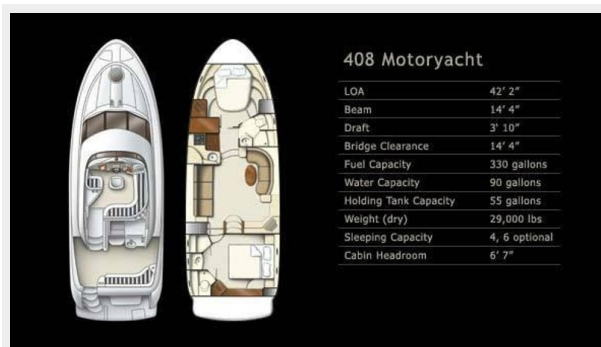 408 Motoryacht
LOA 42' 2"
Beam 14' 4"
Draft 3' 10"
Bridge Clearance 14' 4"
Fuel Capacity 330 gallons
Water Capacity 90 gallons
Holding Tank Capacity 55 gallons
Weight (dry) 29,000 lbs
Sleeping Capacity 4, 6 optional
Cabin Headroom 6' 7"